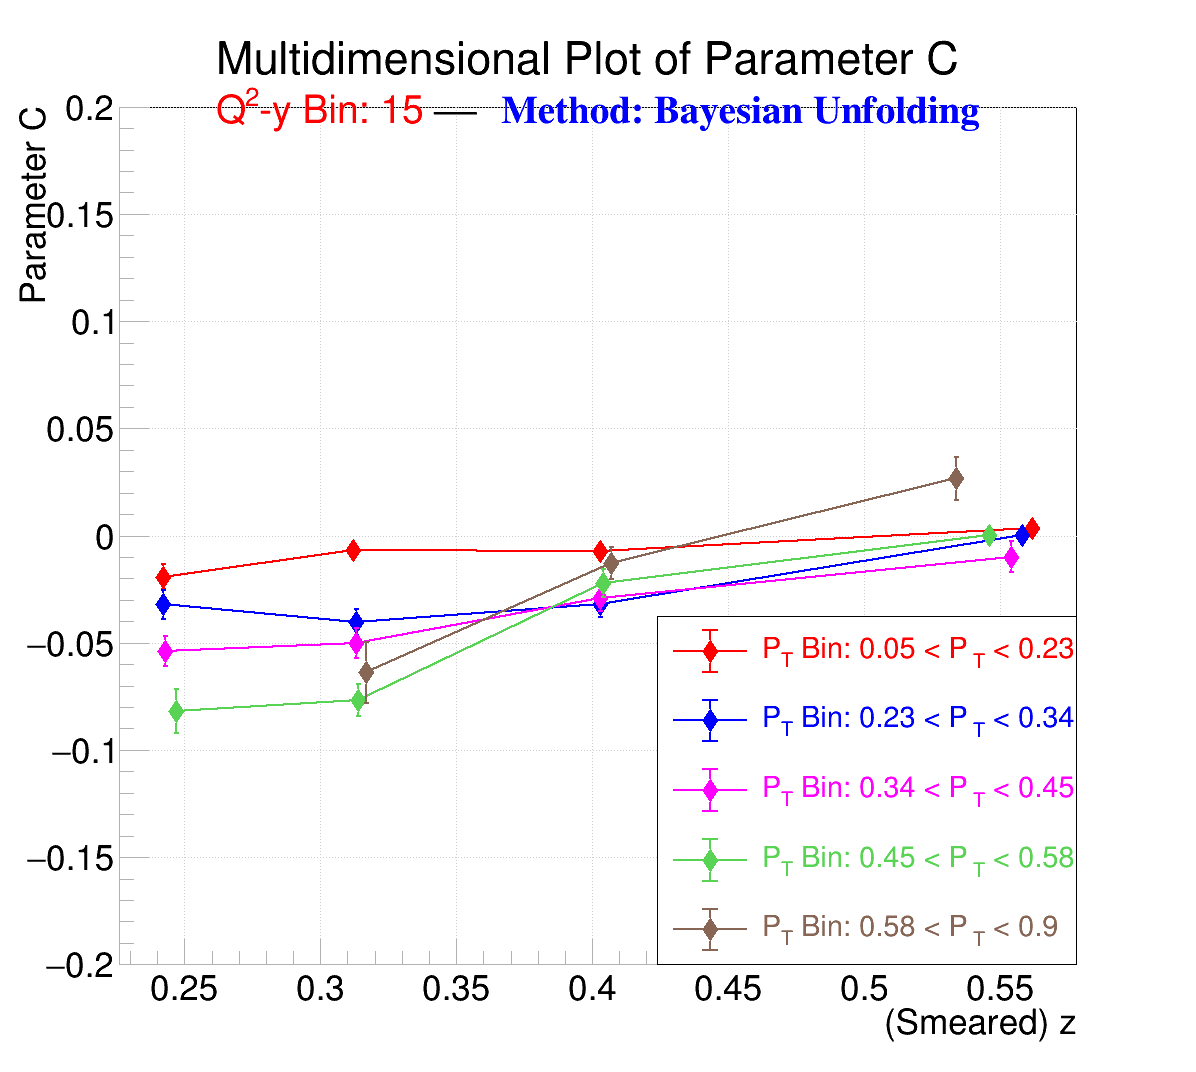 Multidimensional Plot of Parameter C
Q²-y Bin: 15 — Method: Bayesian Unfolding
Parameter C
0.2
0.15
0.1
0.05
0
−0.05
−0.1
−0.15
−0.2
P_T Bin: 0.05 < P_T < 0.23
P_T Bin: 0.23 < P_T < 0.34
P_T Bin: 0.34 < P_T < 0.45
P_T Bin: 0.45 < P_T < 0.58
P_T Bin: 0.58 < P_T < 0.9
0.25 0.3 0.35 0.4 0.45 0.5 0.55
(Smeared) z